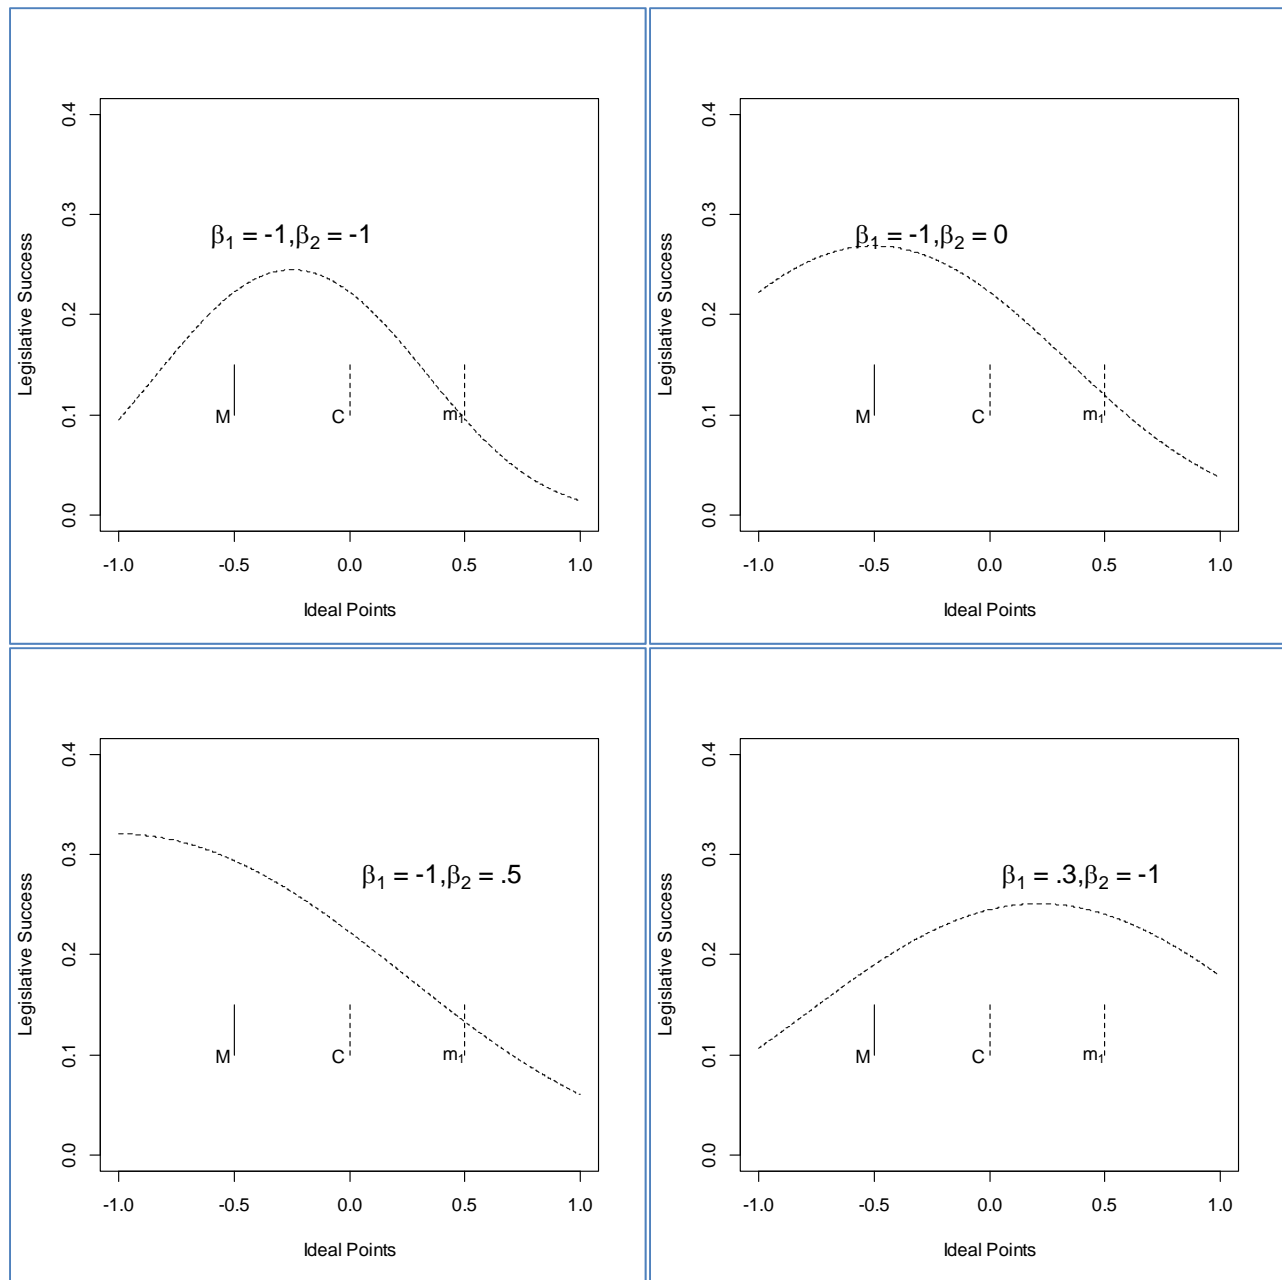 0.4
0.3
0.2
0.1
0.0
Legislative Success
β1 = -1,β2 = -1
M
C
m1
-1.0 -0.5 0.0 0.5 1.0
Ideal Points
0.4
0.3
0.2
0.1
0.0
Legislative Success
β1 = -1,β2 = 0
M
C
m1
-1.0 -0.5 0.0 0.5 1.0
Ideal Points
0.4
0.3
0.2
0.1
0.0
Legislative Success
β1 = -1,β2 = .5
M
C
m1
-1.0 -0.5 0.0 0.5 1.0
Ideal Points
0.4
0.3
0.2
0.1
0.0
Legislative Success
β1 = .3,β2 = -1
M
C
m1
-1.0 -0.5 0.0 0.5 1.0
Ideal Points